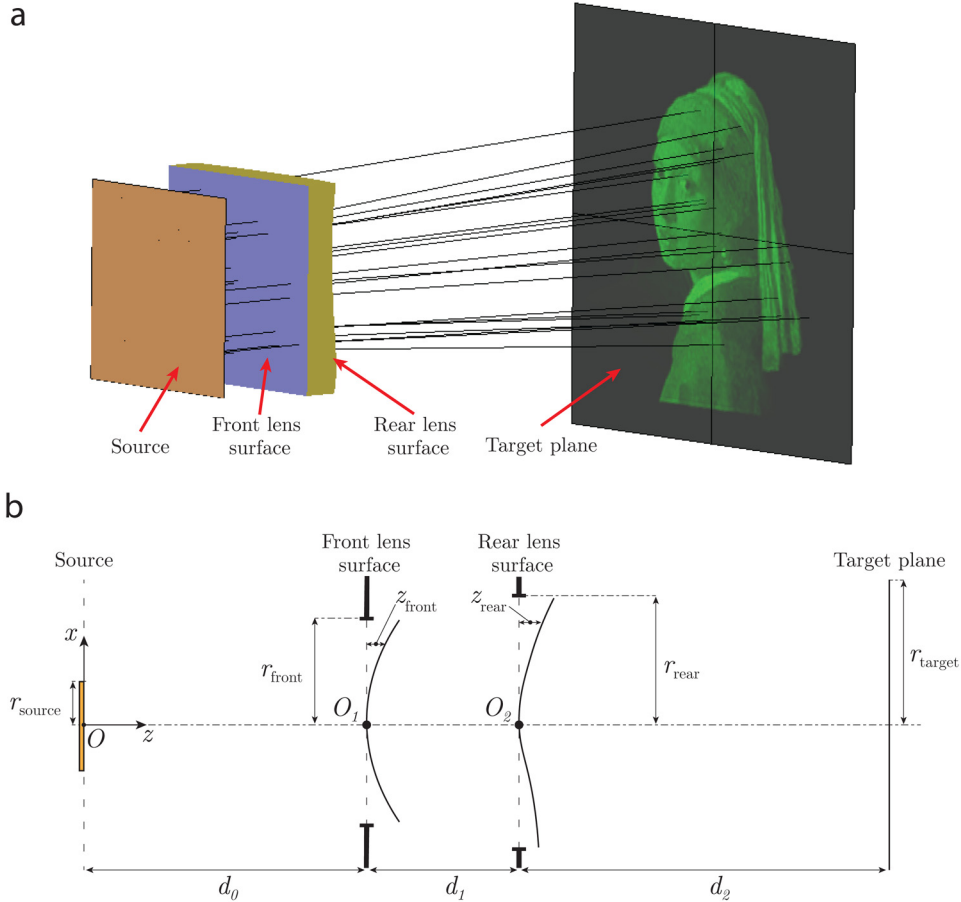 a
Source
Front lens
surface
Rear lens
surface
Target plane
b
Source
Front lens
surface
Rear lens
surface
Target plane
z_front
z_rear
x
r_source
r_front
r_rear
r_target
O
z
O_1
O_2
d_0
d_1
d_2